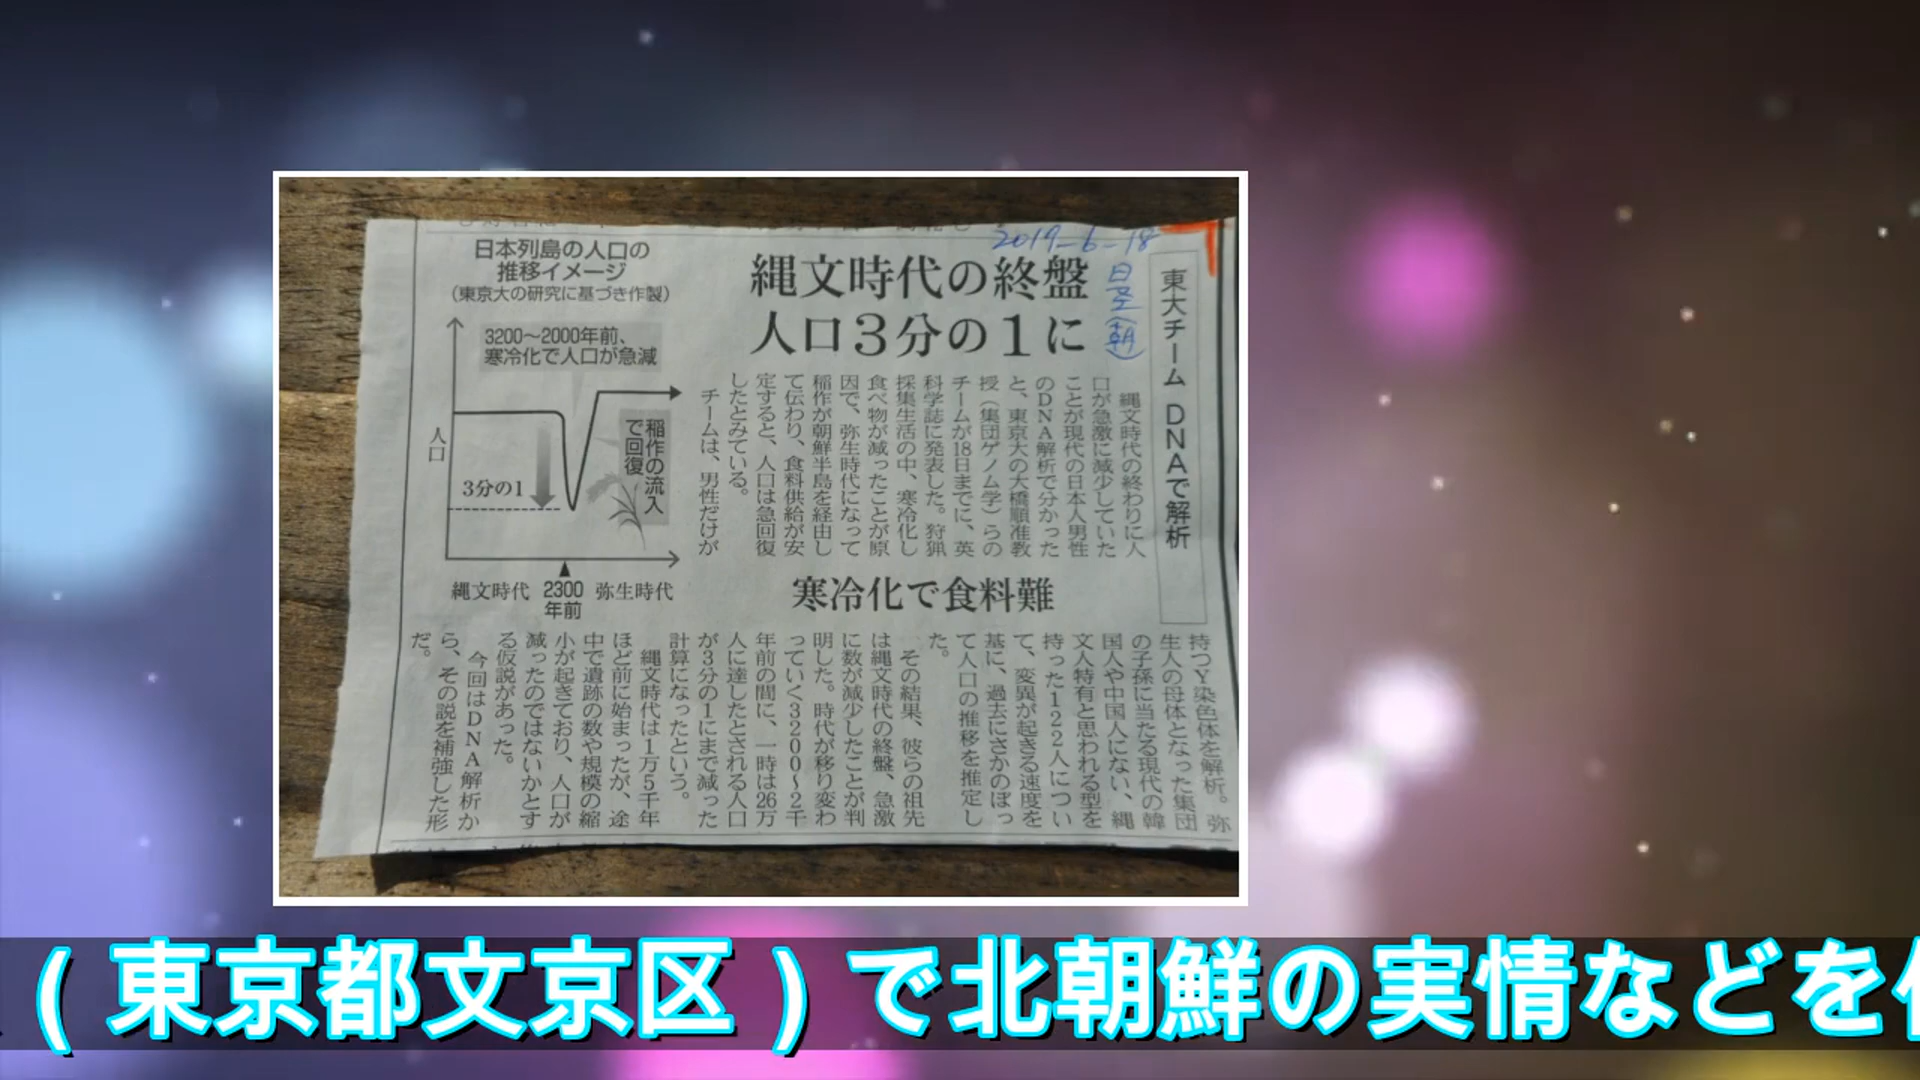 2019-6-18
日経(朝)
東大チーム DNAで解析
縄文時代の終盤
人口3分の1に
縄文時代の終わりに人
口が急激に減少していた
ことが現代の日本人男性
のDNA解析で分かった
と、東京大の大橋順准教
授(集団ゲノム学)らの
チームが18日までに、英
科学誌に発表した。狩猟
採集生活の中、寒冷化し
食べ物が減ったことが原
因で、弥生時代になって
稲作が朝鮮半島を経由し
て伝わり、食料供給が安
定すると、人口は急回復
したとみている。
チームは、男性だけが
寒冷化で食料難
持つY染色体を解析。弥
生人の母体となった集団
の子孫に当たる現代の韓
国人や中国人にない、縄
文人特有と思われる型を
持った122人につい
て、変異が起きる速度を
基に、過去にさかのぼっ
て人口の推移を推定し
た。
その結果、彼らの祖先
は縄文時代の終盤、急激
に数が減少したことが判
明した。時代が移り変わ
っていく3200〜2千
年前の間に、一時は26万
人に達したとされる人口
が3分の1にまで減った
計算になったという。
縄文時代は1万5千年
ほど前に始まったが、途
中で遺跡の数や規模の縮
小が起きており、人口が
減ったのではないかとす
る仮説があった。
今回はDNA解析か
ら、その説を補強した形
だ。
日本列島の人口の
推移イメージ
(東京大の研究に基づき作製)
3200〜2000年前、
寒冷化で人口が急減
人口
3分の1
稲作の流入
で回復
縄文時代
2300
年前
弥生時代
(東京都文京区)で北朝鮮の実情などを